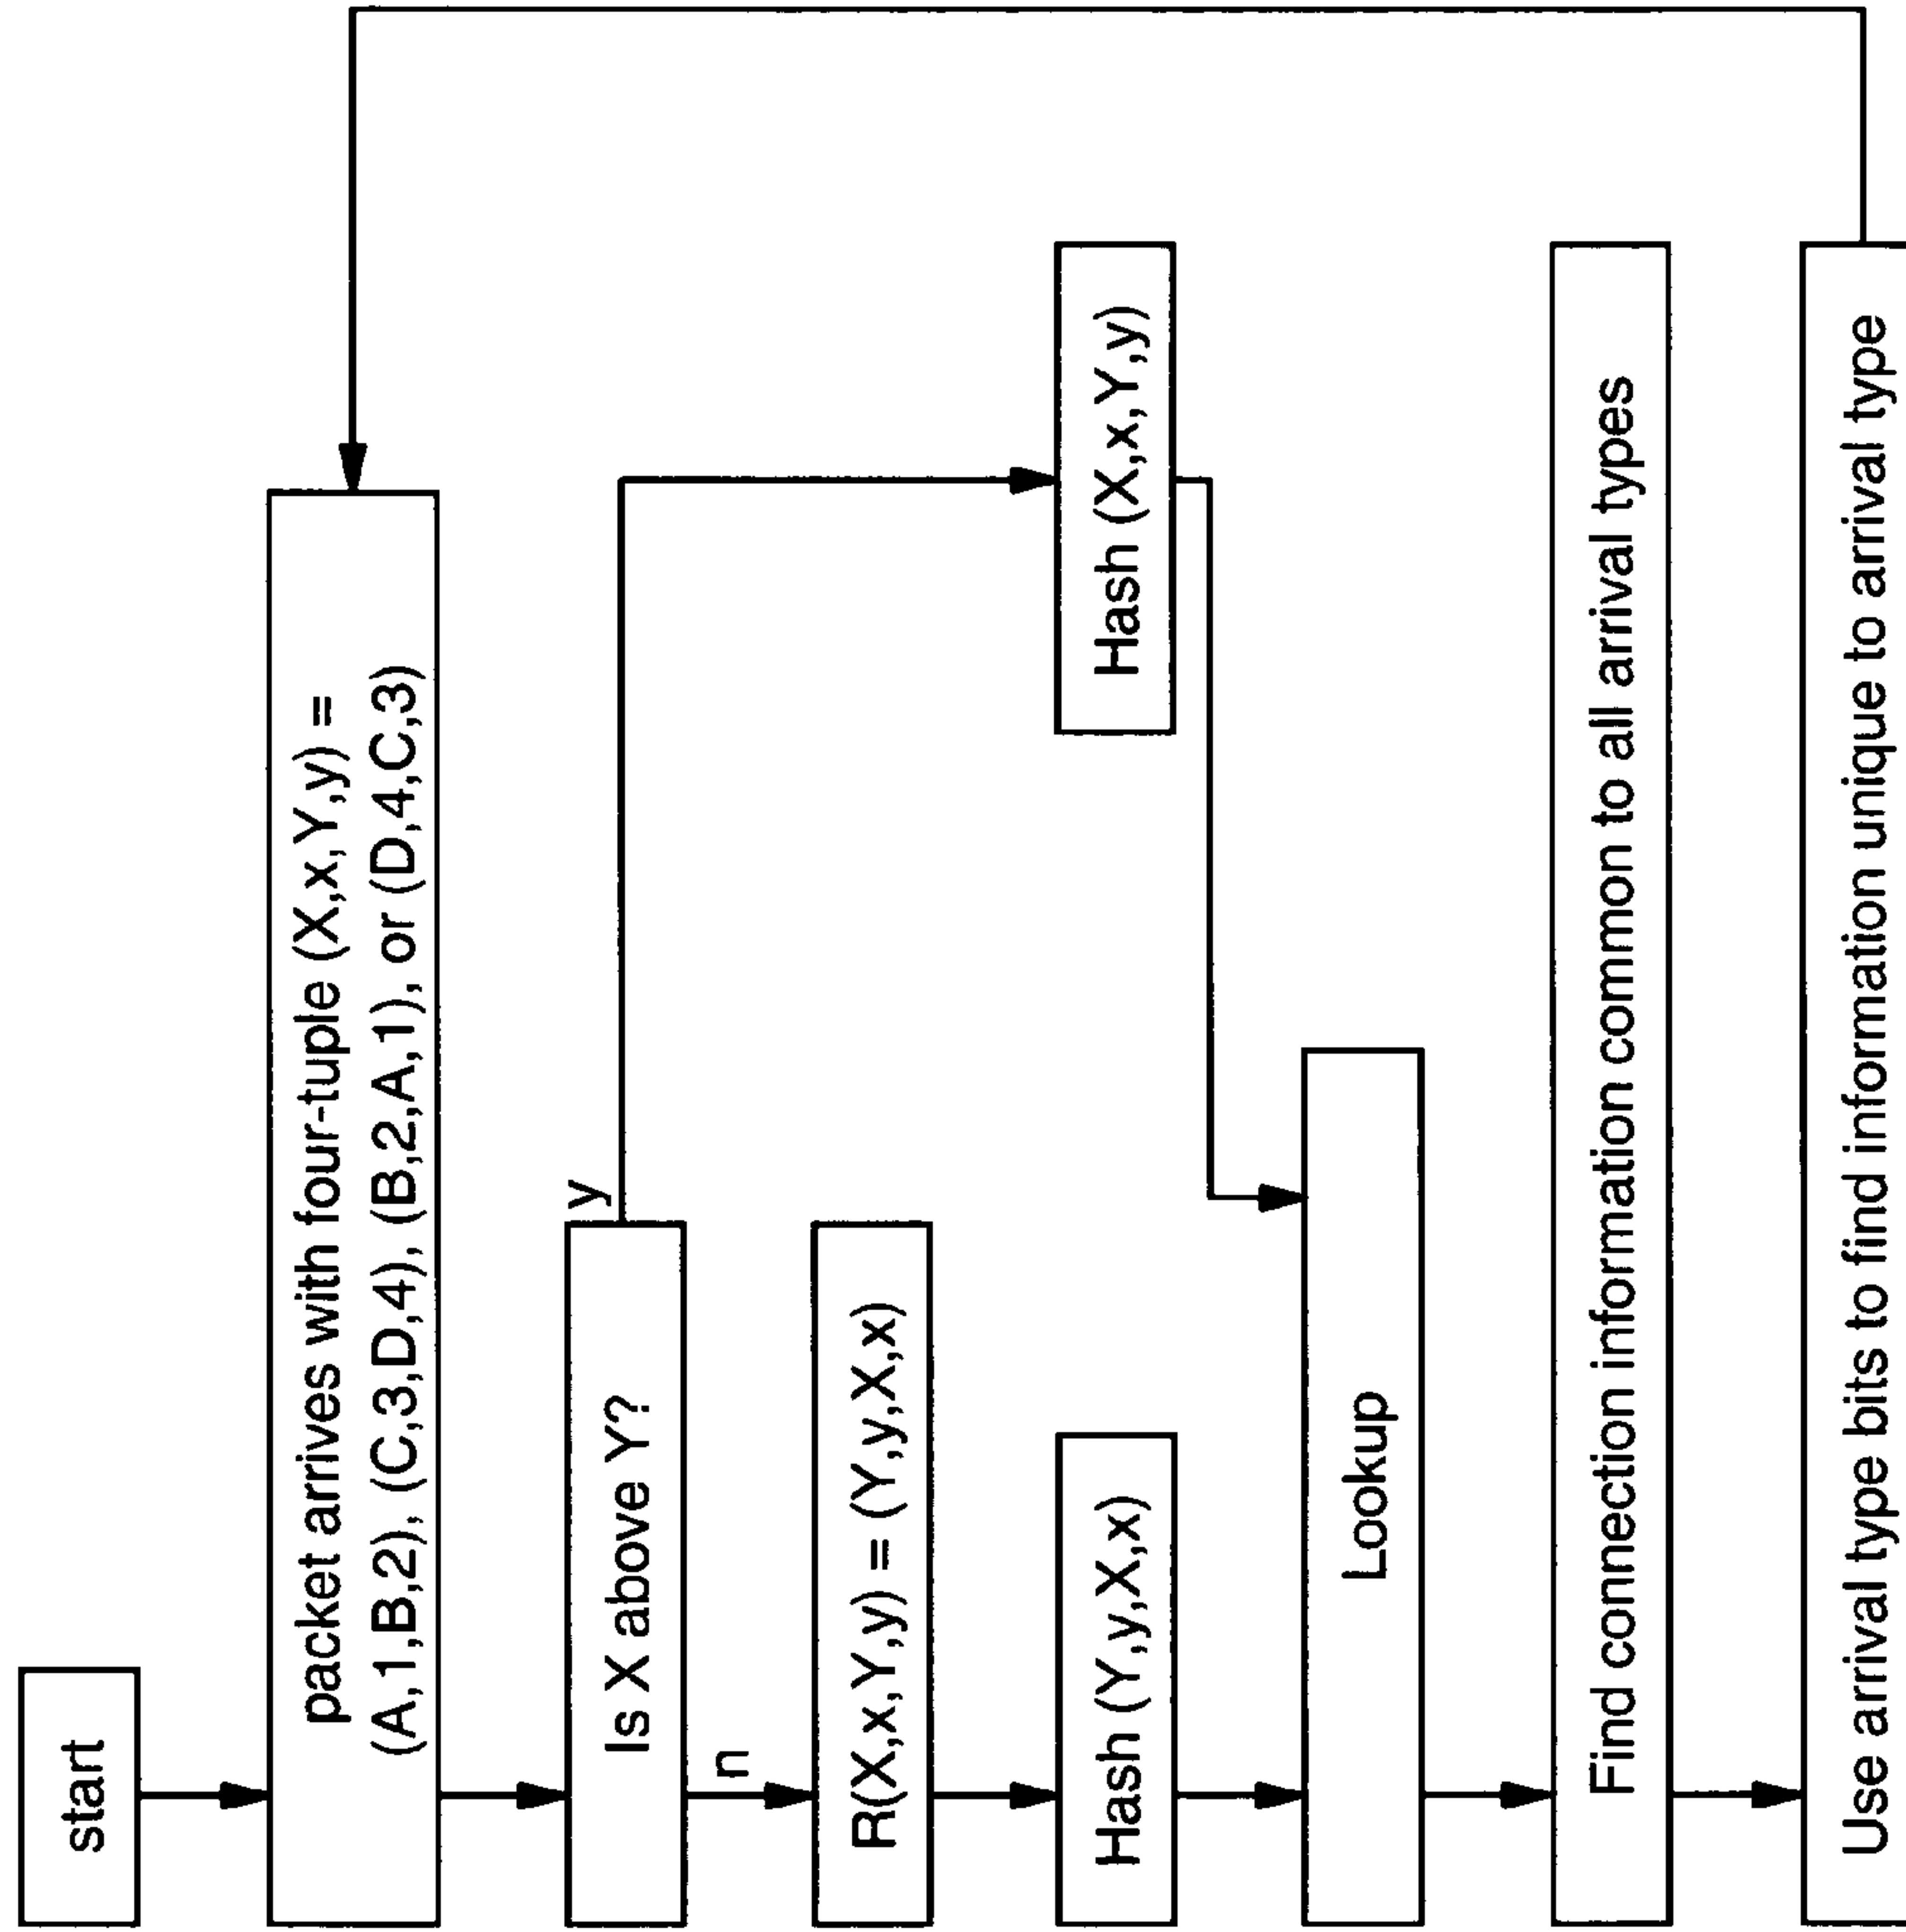 start
packet arrives with four-tuple (X,x,Y,y) =
(A,1,B,2), (C,3,D,4), (B,2,A,1), or (D,4,C,3)
Is X above Y?
y
n
R(X,x,Y,y) = (Y,y,X,x)
Hash (Y,y,X,x)
Hash (X,x,Y,y)
Lookup
Find connection information common to all arrival types
Use arrival type bits to find information unique to arrival type